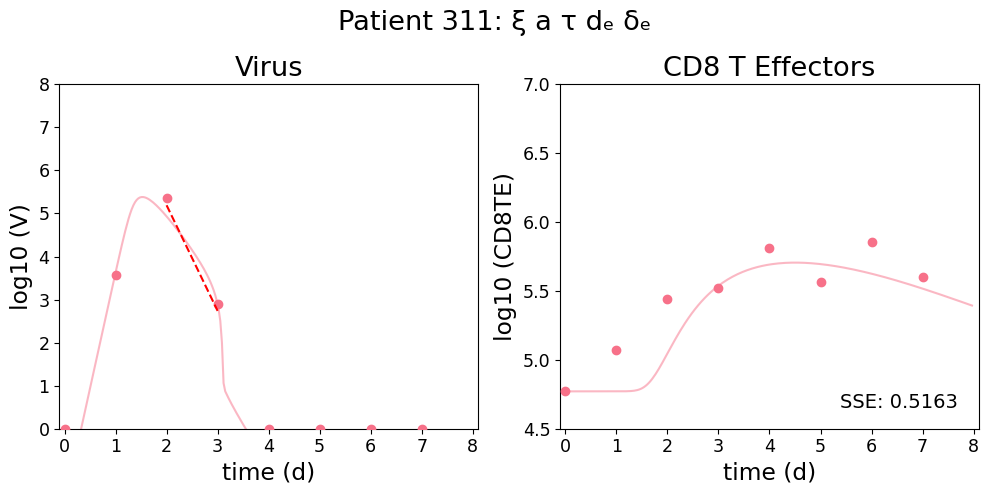 Patient 311: ξ a τ dₑ δₑ
Virus
CD8 T Effectors
log10 (V)
8
7
6
5
4
3
2
1
0
0 1 2 3 4 5 6 7 8
time (d)
log10 (CD8TE)
7.0
6.5
6.0
5.5
5.0
4.5
SSE: 0.5163
0 1 2 3 4 5 6 7 8
time (d)